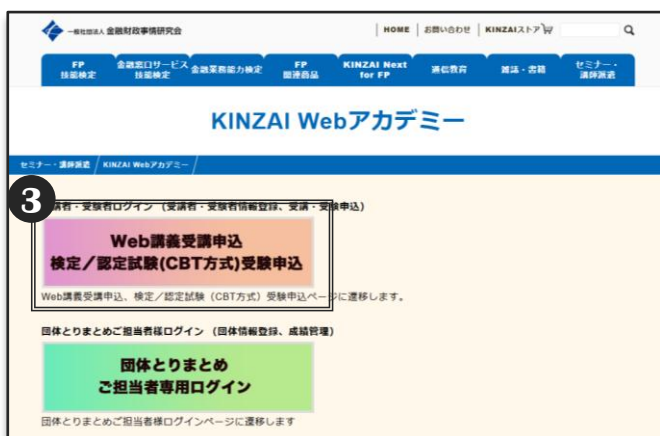 一般社団法人 金融財政事情研究会
HOME お問い合わせ KINZAIストア
FP 技能検定
金融窓口サービス 技能検定
金融業務能力検定
FP 関連商品
KINZAI Next for FP
通信教育
雑誌・書籍
セミナー・ 講師派遣
KINZAI Webアカデミー
セミナー・講師派遣 / KINZAI Webアカデミー /
3
講者・受験者ログイン (受講者・受験者情報登録、受講・受験申込)
Web講義受講申込
検定/認定試験(CBT方式)受験申込
Web講義受講申込、検定/認定試験(CBT方式)受験申込ページに遷移します。
団体とりまとめご担当者様ログイン (団体情報登録、成績管理)
団体とりまとめ
ご担当者専用ログイン
団体とりまとめご担当者様ログインページに遷移します